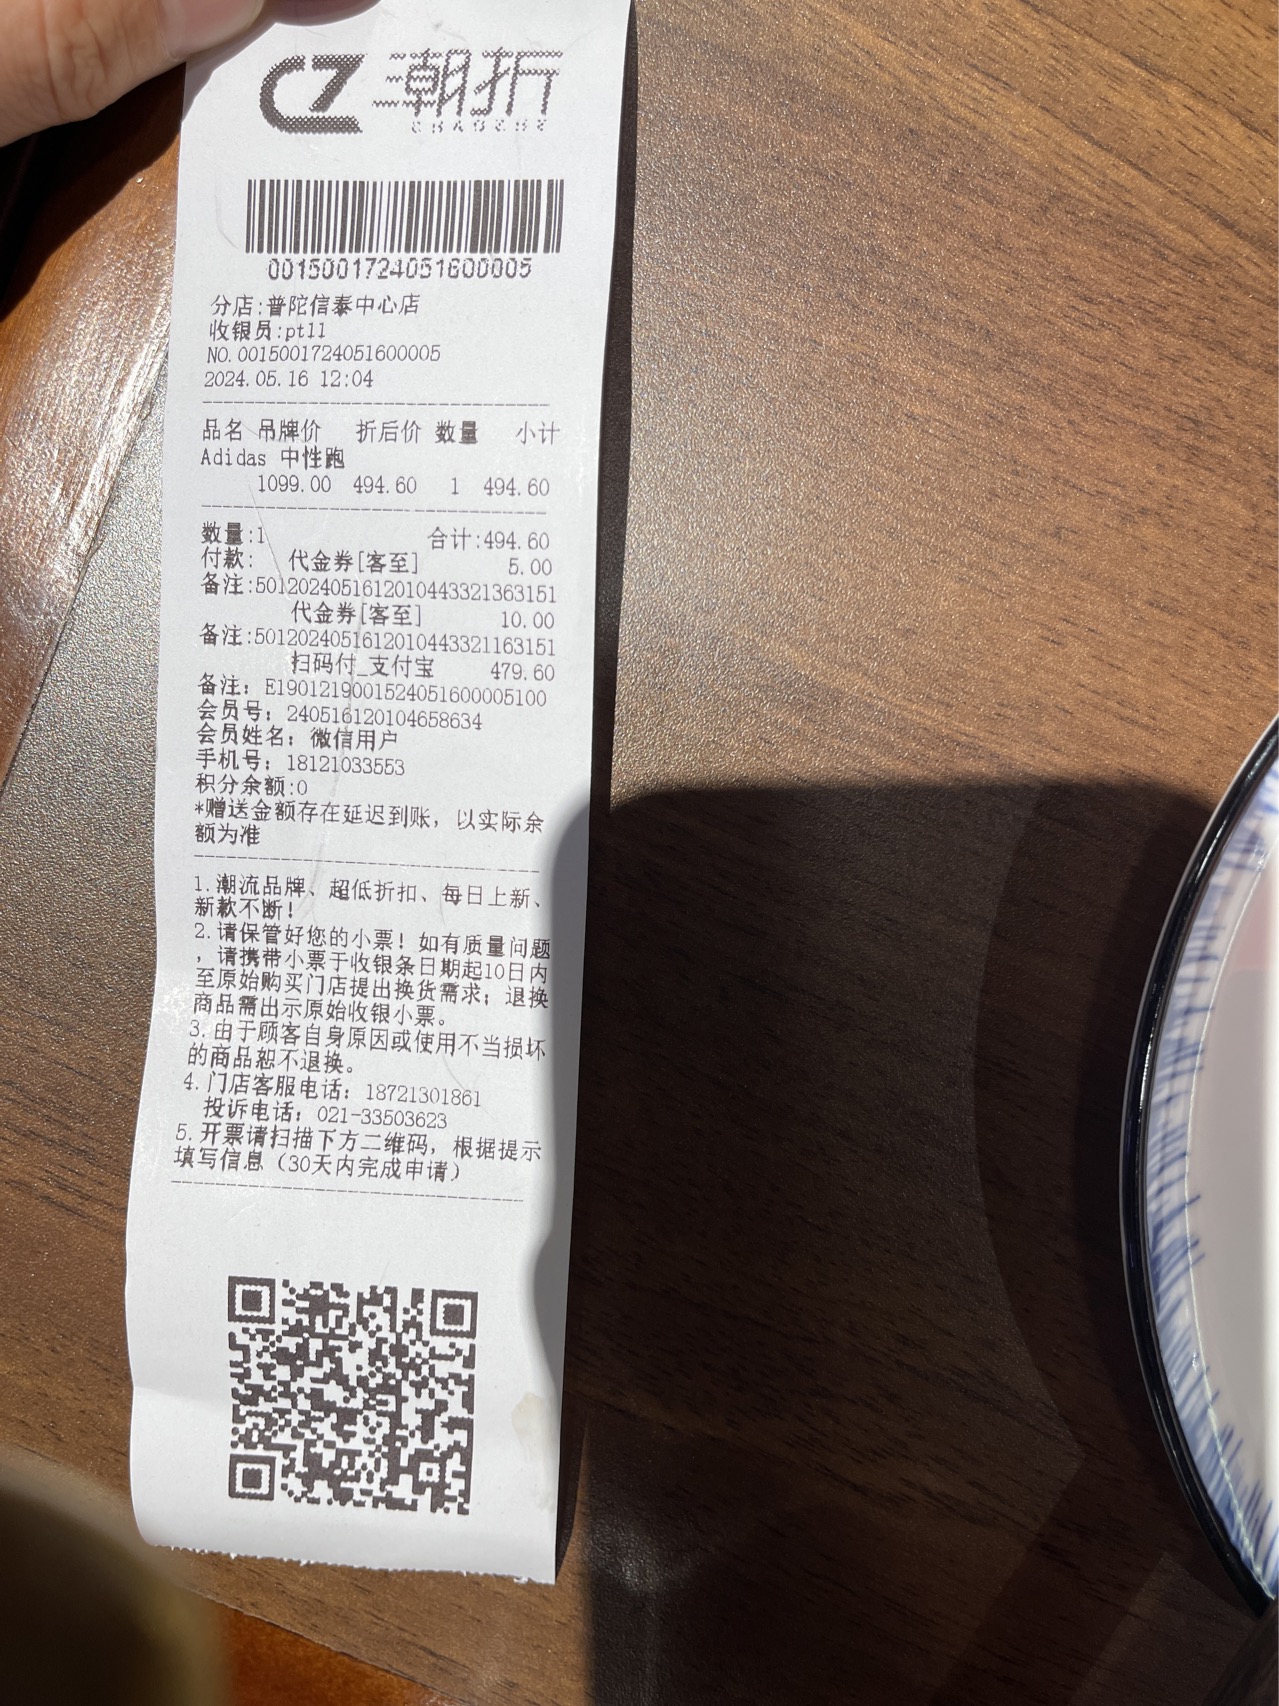 CZ 潮折
CHAOZHE
0015001724051600005
分店:普陀信泰中心店
收银员:pt11
NO.0015001724051600005
2024.05.16 12:04
品名 吊牌价 折后价 数量 小计
Adidas 中性跑
1099.00 494.60 1 494.60
数量:1 合计:494.60
付款: 代金券[客至] 5.00
备注:5012024051612010443321363151
代金券[客至] 10.00
备注:5012024051612010443321163151
扫码付_支付宝 479.60
备注: E19012190015240516000051​00
会员号: 240516120104658634
会员姓名: 微信用户
手机号: 18121033553
积分余额:0
*赠送金额存在延迟到账, 以实际余
额为准
1.潮流品牌、超低折扣、每日上新、
新款不断!
2.请保管好您的小票! 如有质量问题
, 请携带小票于收银条日期起10日内
至原始购买门店提出换货需求; 退换
商品需出示原始收银小票。
3.由于顾客自身原因或使用不当损坏
的商品恕不退换。
4.门店客服电话: 18721301861
投诉电话: 021-33503623
5.开票请扫描下方二维码, 根据提示
填写信息 (30天内完成申请)